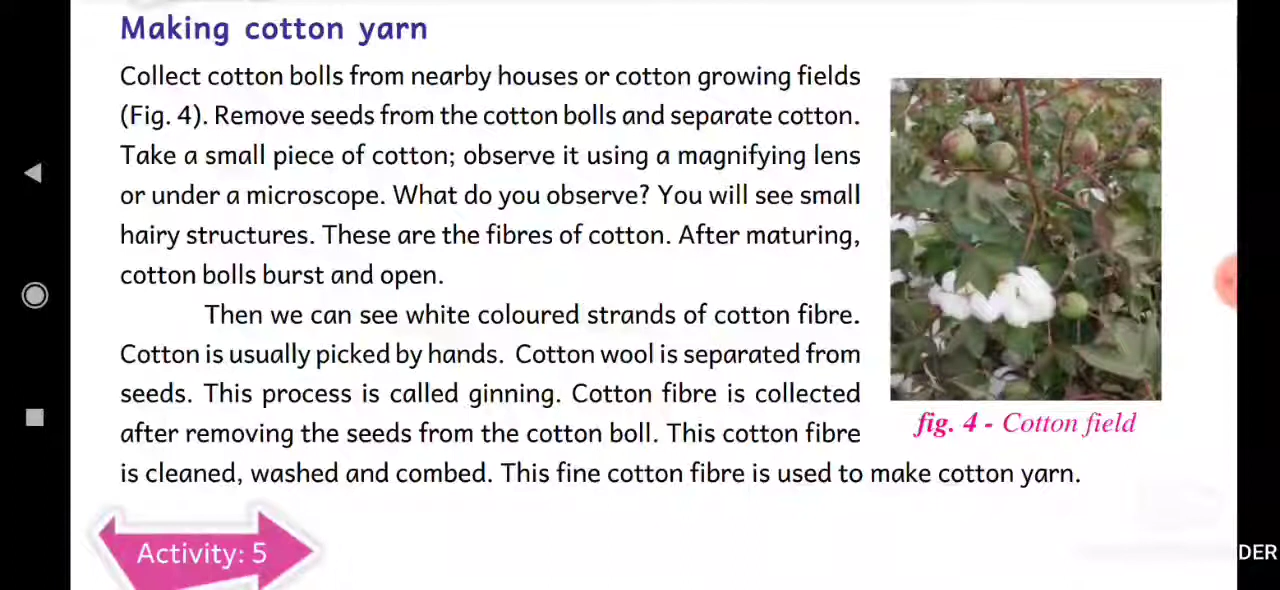 Making cotton yarn
Collect cotton bolls from nearby houses or cotton growing fields
(Fig. 4). Remove seeds from the cotton bolls and separate cotton.
Take a small piece of cotton; observe it using a magnifying lens
or under a microscope. What do you observe? You will see small
hairy structures. These are the fibres of cotton. After maturing,
cotton bolls burst and open.
Then we can see white coloured strands of cotton fibre.
Cotton is usually picked by hands. Cotton wool is separated from
seeds. This process is called ginning. Cotton fibre is collected
after removing the seeds from the cotton boll. This cotton fibre
is cleaned, washed and combed. This fine cotton fibre is used to make cotton yarn.
fig. 4 - Cotton field
Activity: 5
DER